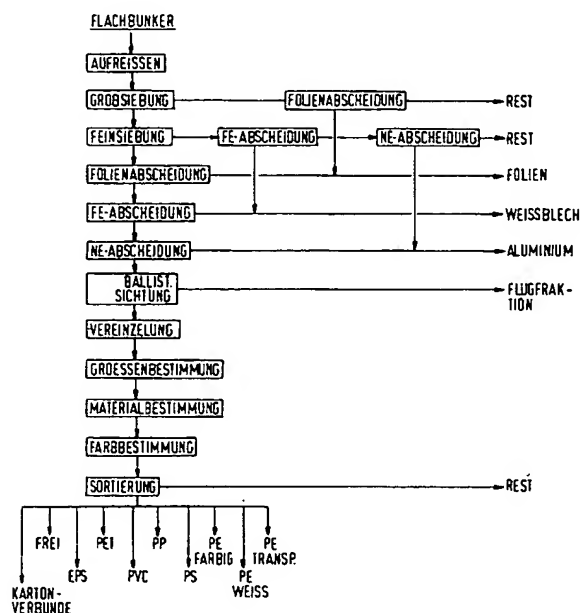 FLACHBUNKER
AUFREISSEN
GROBSIEBUNG
FOLIENABSCHEIDUNG
REST
FEINSIEBUNG
FE-ABSCHEIDUNG
NE-ABSCHEIDUNG
REST
FOLIENABSCHEIDUNG
FOLIEN
FE-ABSCHEIDUNG
WEISSBLECH
NE-ABSCHEIDUNG
ALUMINIUM
BALLIST.
SICHTUNG
FLUGFRAK-
TION
VEREINZELUNG
GROESSENBESTIMMUNG
MATERIALBESTIMMUNG
FARBBESTIMMUNG
SORTIERUNG
REST
FREI
PET
PP
PE
FARBIG
PE
TRANSP.
EPS
PVC
PS
PE
WEISS
KARTON-
VERBUNDE